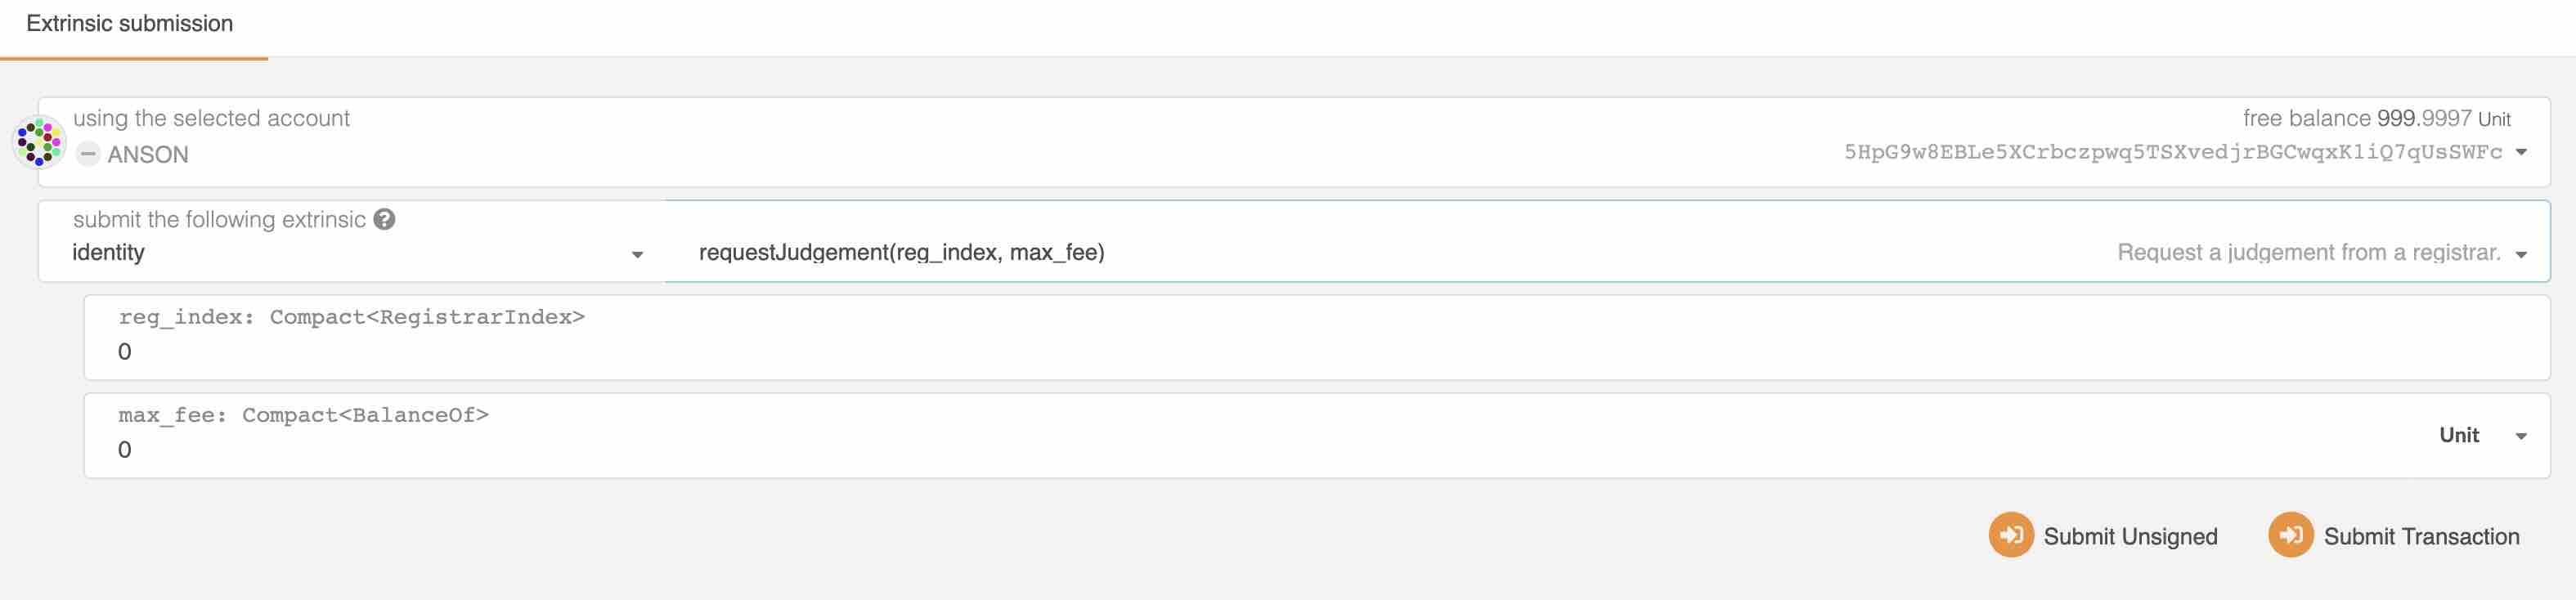 Extrinsic submission
using the selected account
free balance 999.9997 Unit
ANSON
5HpG9w8EBLe5XCrbczpwq5TSXvedjrBGCwqxK1iQ7qUsSWFc
submit the following extrinsic ?
identity
requestJudgement(reg_index, max_fee)
Request a judgement from a registrar.
reg_index: Compact<RegistrarIndex>
0
max_fee: Compact<BalanceOf>
0
Unit
Submit Unsigned
Submit Transaction